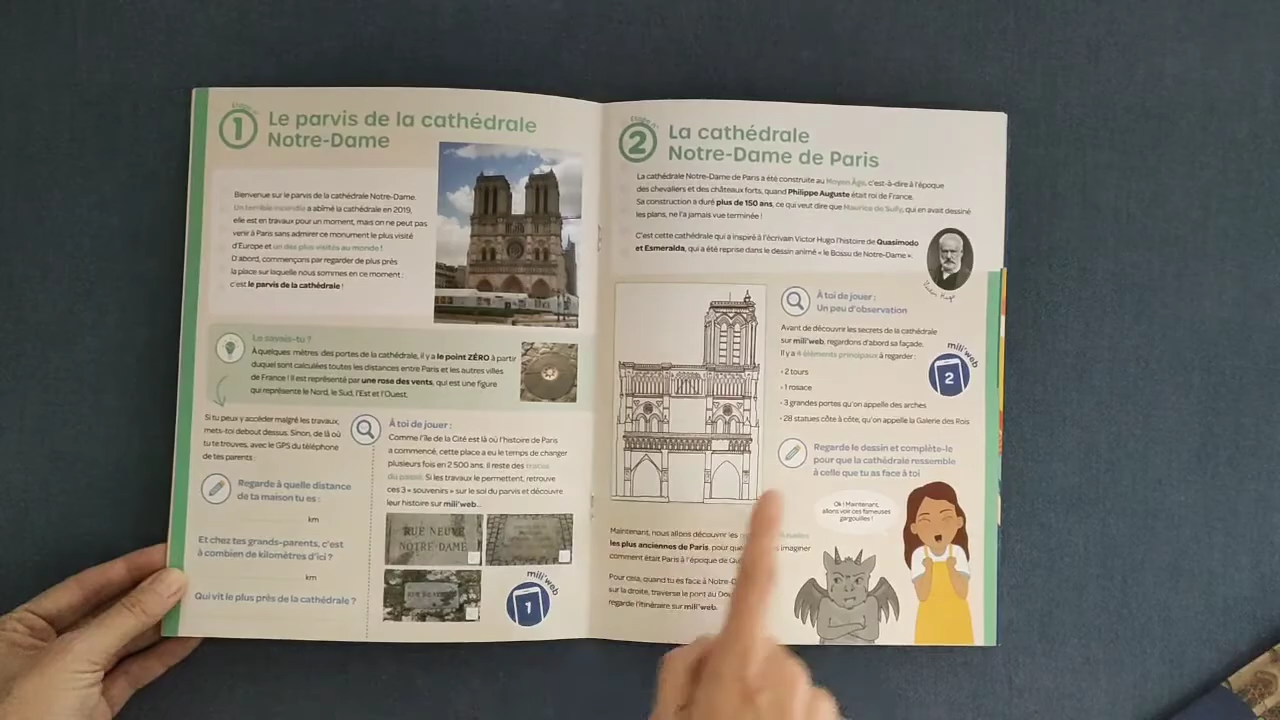 Étape n°
1
Le parvis de la cathédrale
Notre-Dame
Bienvenue sur le parvis de la cathédrale Notre-Dame.
Un terrible incendie a abîmé la cathédrale en 2019,
elle est en travaux pour un moment, mais on ne peut pas
venir à Paris sans admirer ce monument le plus visité
d'Europe et un des plus visités au monde !
D'abord, commençons par regarder de plus près
la place sur laquelle nous sommes en ce moment :
c'est le parvis de la cathédrale !
Le savais-tu ?
À quelques mètres des portes de la cathédrale, il y a le point ZÉRO à partir
duquel sont calculées toutes les distances entre Paris et les autres villes
de France ! Il est représenté par une rose des vents, qui est une figure
qui représente le Nord, le Sud, l'Est et l'Ouest.
Si tu peux y accéder malgré les travaux,
mets-toi debout dessus. Sinon, de là où
tu te trouves, avec le GPS du téléphone
de tes parents :
Regarde à quelle distance
de ta maison tu es :
km
Et chez tes grands-parents, c'est
à combien de kilomètres d'ici ?
km
Qui vit le plus près de la cathédrale ?
À toi de jouer :
Comme l'île de la Cité est là où l'histoire de Paris
a commencé, cette place a eu le temps de changer
plusieurs fois en 2 500 ans. Il reste des traces
du passé. Si les travaux le permettent, retrouve
ces 3 « souvenirs » sur le sol du parvis et découvre
leur histoire sur mili'web...
RUE NEUVE
NOTRE-DAME
mili'web
1
Étape n°
2
La cathédrale
Notre-Dame de Paris
La cathédrale Notre-Dame de Paris a été construite au Moyen Âge, c'est-à-dire à l'époque
des chevaliers et des châteaux forts, quand Philippe Auguste était roi de France.
Sa construction a duré plus de 150 ans, ce qui veut dire que Maurice de Sully, qui en avait dessiné
les plans, ne l'a jamais vue terminée !
C'est cette cathédrale qui a inspiré à l'écrivain Victor Hugo l'histoire de Quasimodo
et Esmeralda, qui a été reprise dans le dessin animé « le Bossu de Notre-Dame ».
Victor Hugo
À toi de jouer :
Un peu d'observation
Avant de découvrir les secrets de la cathédrale
sur mili'web, regardons d'abord sa façade.
Il y a 4 éléments principaux à regarder :
• 2 tours
• 1 rosace
• 3 grandes portes qu'on appelle des arches
• 28 statues côte à côte, qu'on appelle la Galerie des Rois
mili'web
2
Regarde le dessin et complète-le
pour que la cathédrale ressemble
à celle que tu as face à toi
Ok ! Maintenant,
allons voir ces fameuses
gargouilles !
Maintenant, nous allons découvrir les
les plus anciennes de Paris, pour imaginer
comment était Paris à l'époque de
Pour cela, quand tu es face à
sur la droite, traverse le pont au
regarde l'itinéraire sur mili'web.